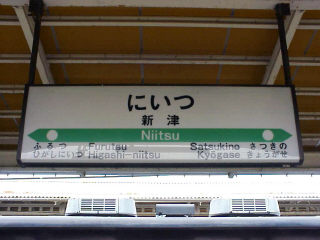 にいつ
新津
Niitsu
ふるつ Furutsu Satsukino さつきの
ひがしにいつ Higashi-niitsu Kyōgase きょうがせ